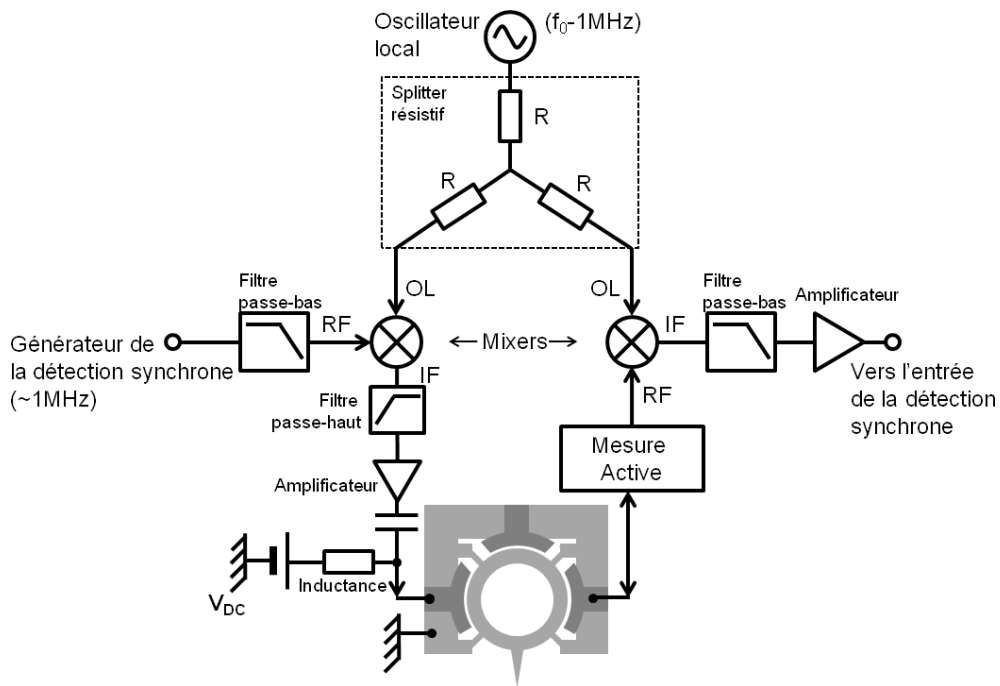 Oscillateur
local
(f₀-1MHz)
Splitter
résistif
R
R
R
OL
OL
Filtre
passe-bas
RF
Générateur de
la détection synchrone
(~1MHz)
Mixers
IF
Filtre
passe-bas
Amplificateur
Vers l'entrée
de la détection
synchrone
IF
Filtre
passe-haut
RF
Mesure
Active
Amplificateur
Inductance
V_DC